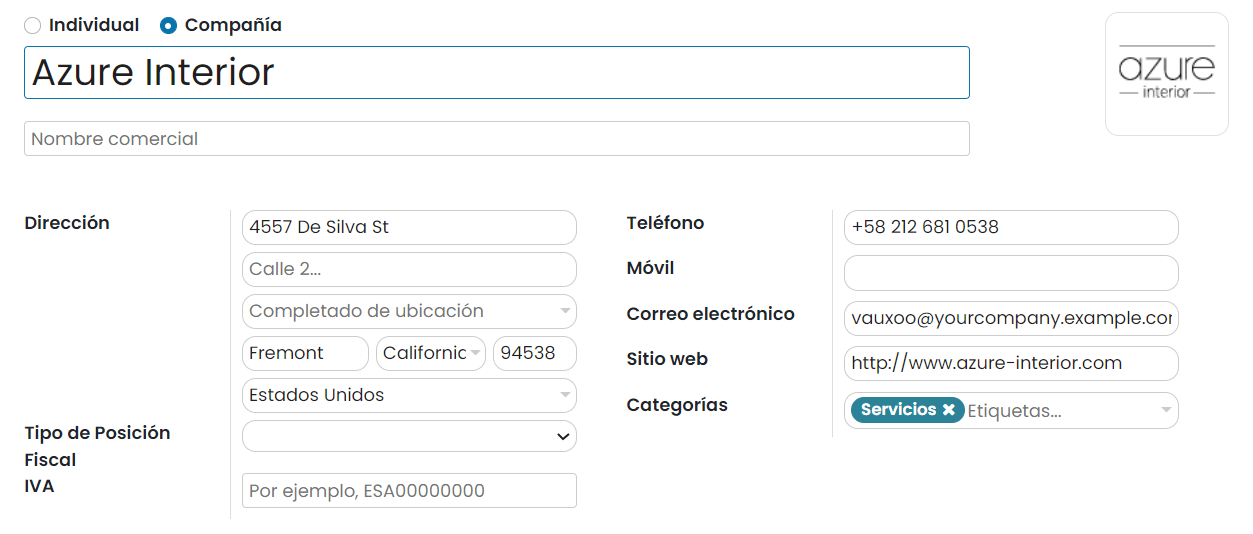 Individual Compañía
Azure Interior
azure
interior
Nombre comercial
Dirección
4557 De Silva St
Calle 2...
Completado de ubicación
Fremont Californic 94538
Estados Unidos
Tipo de Posición
Fiscal
IVA
Por ejemplo, ESA00000000
Teléfono +58 212 681 0538
Móvil
Correo electrónico vauxoo@yourcompany.example.cor
Sitio web http://www.azure-interior.com
Categorías Servicios ✖ Etiquetas...